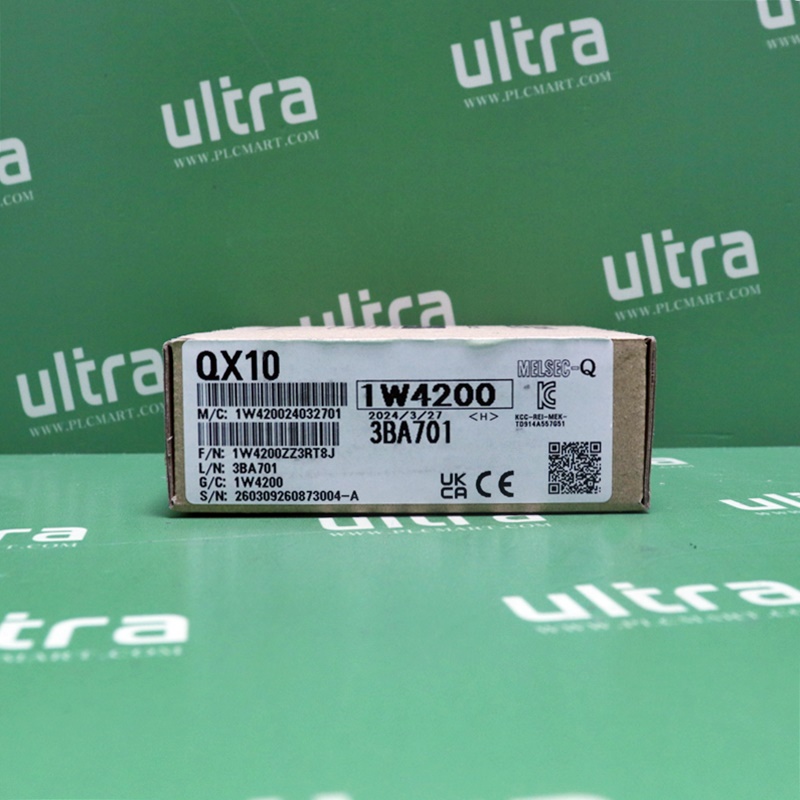 ultra
WWW.PLCMART.COM
ultra
WWW.PLCMART.COM
.COM
ultra
WWW.PLCMART.COM
ultra
ultra
WWW.PLCMART
QX10
MELSEC-Q
1W4200
M/C: 1W420024032701
2024/3/27 <H>
KCC-REI-MEK-
TD914A557G51
3BA701
F/N: 1W4200ZZ3RT8J
L/N: 3BA701
G/C: 1W4200
S/N: 260309260873004-A
UK
CA CE
ultra
WWW.PLCMART.COM